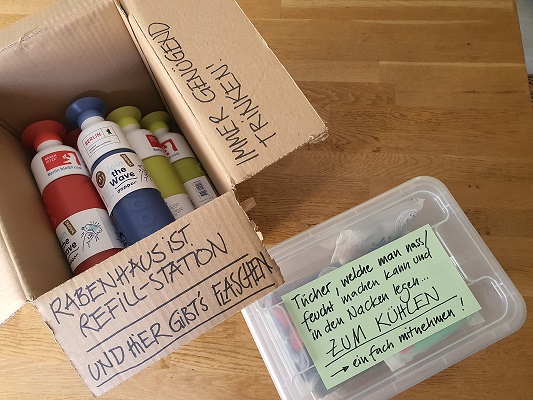 IMMER GENÜGEND
TRINKEN!
BERLIN
the
Wave
the
Wave
RABENHAUS IST
REFILL-STATION
UND HIER GIBT'S FLASCHEN
Tücher, welche man nass/
feucht machen kann und
in den Nacken legen...
ZUM KÜHLEN
→ einfach mitnehmen!